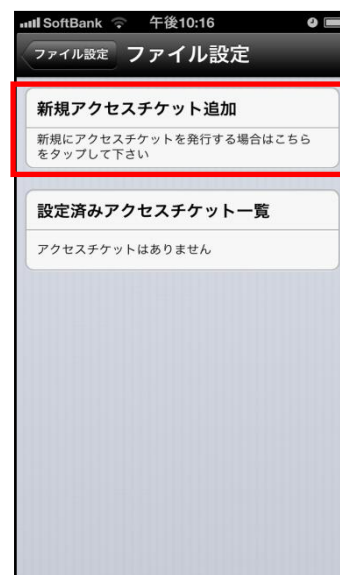 SoftBank 午後10:16
ファイル設定 ファイル設定
新規アクセスチケット追加
新規にアクセスチケットを発行する場合はこちら
をタップして下さい
設定済みアクセスチケット一覧
アクセスチケットはありません